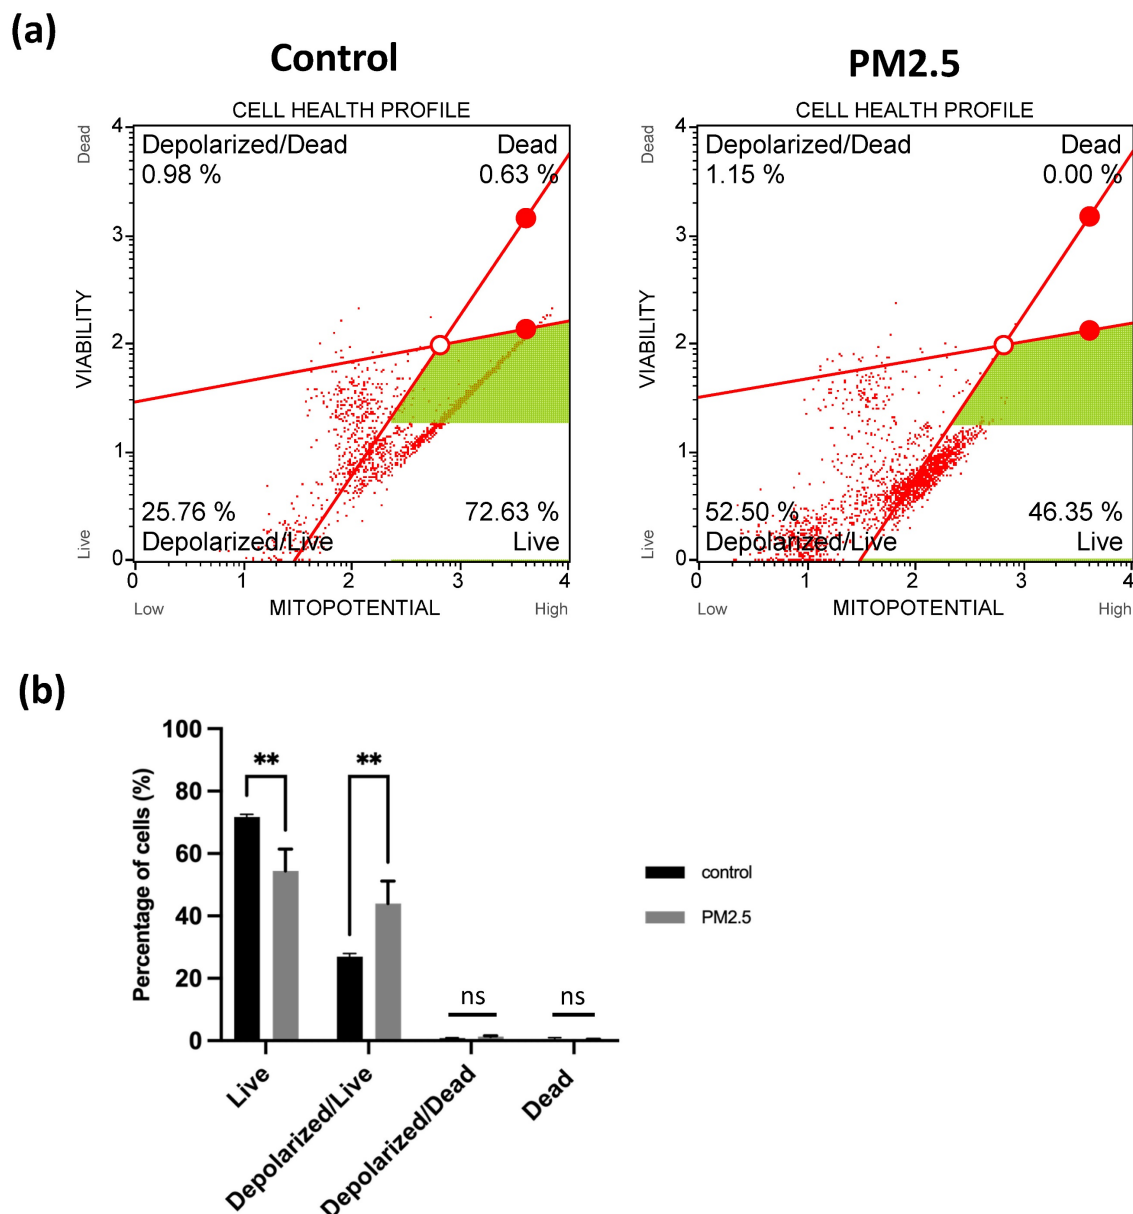 (a)
Control
CELL HEALTH PROFILE
Dead
VIABILITY
Live
4
3
2
1
0
Depolarized/Dead
0.98 %
Dead
0.63 %
25.76 %
Depolarized/Live
72.63 %
Live
0 1 2 3 4
Low MITOPOTENTIAL High
PM2.5
CELL HEALTH PROFILE
Dead
VIABILITY
Live
4
3
2
1
0
Depolarized/Dead
1.15 %
Dead
0.00 %
52.50 %
Depolarized/Live
46.35 %
Live
0 1 2 3 4
Low MITOPOTENTIAL High
(b)
Percentage of cells (%)
100
80
60
40
20
0
**
**
ns
ns
Live
Depolarized/Live
Depolarized/Dead
Dead
control
PM2.5